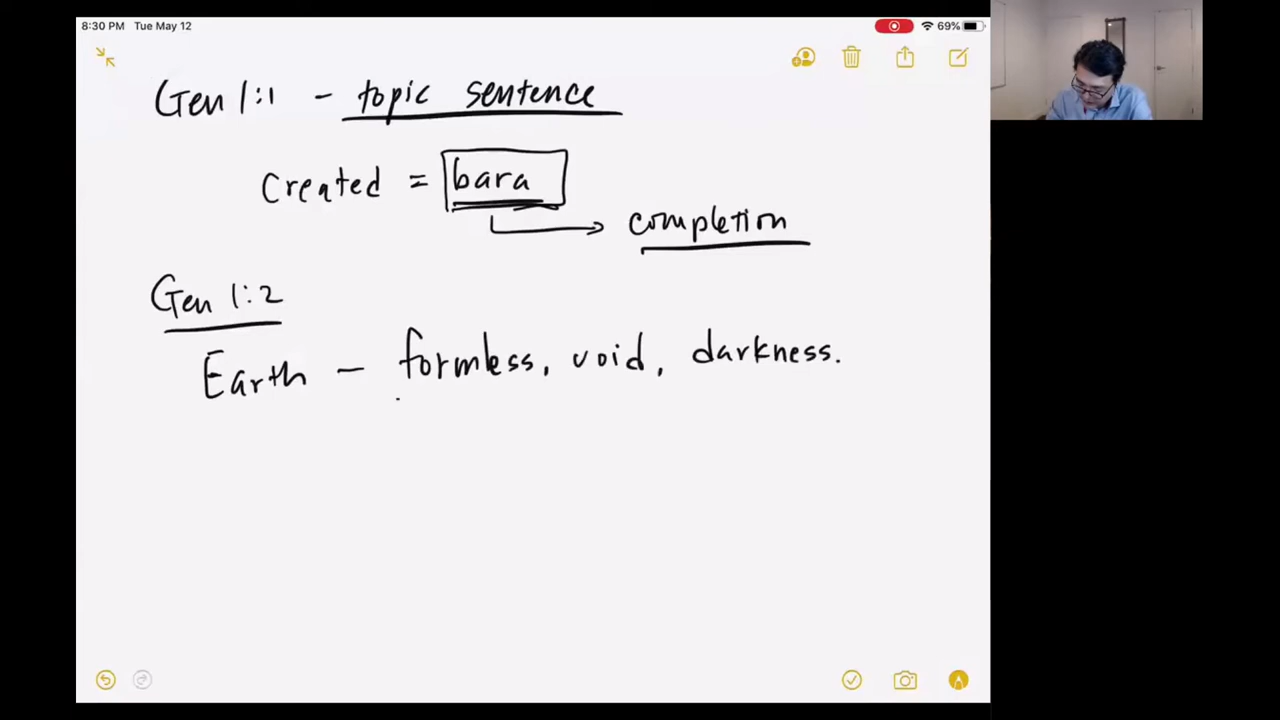 8:30 PM Tue May 12
69%
Gen 1:1 - topic sentence
Created = bara
completion
Gen 1:2
Earth - formless, void, darkness.